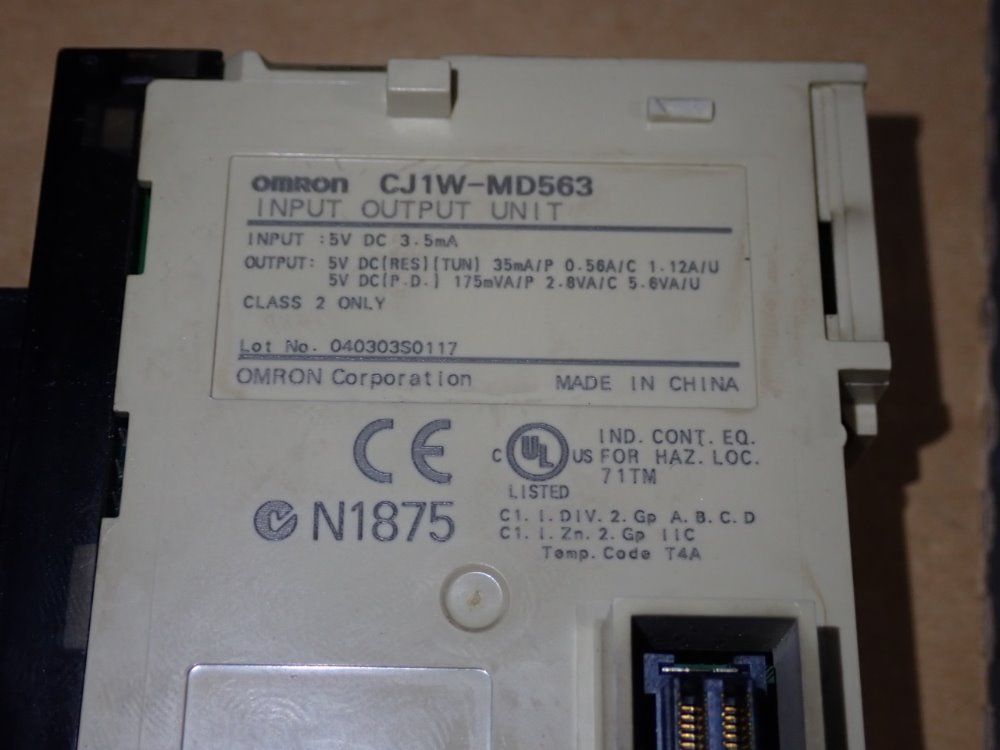 OMRON CJ1W-MD563
INPUT OUTPUT UNIT
INPUT : 5V DC 3.5mA
OUTPUT: 5V DC(RES)(TUN) 35mA/P 0.56A/C 1.12A/U
5V DC(P.D.) 175mVA/P 2.8VA/C 5.6VA/U
CLASS 2 ONLY
Lot No. 040303S0117
OMRON Corporation MADE IN CHINA
CE
C UL US
LISTED
IND. CONT. EQ.
FOR HAZ. LOC.
71TM
N1875
C1. I. DIV. 2. Gp A. B. C. D
C1. I. Zn. 2. Gp IIC
Temp. Code T4A